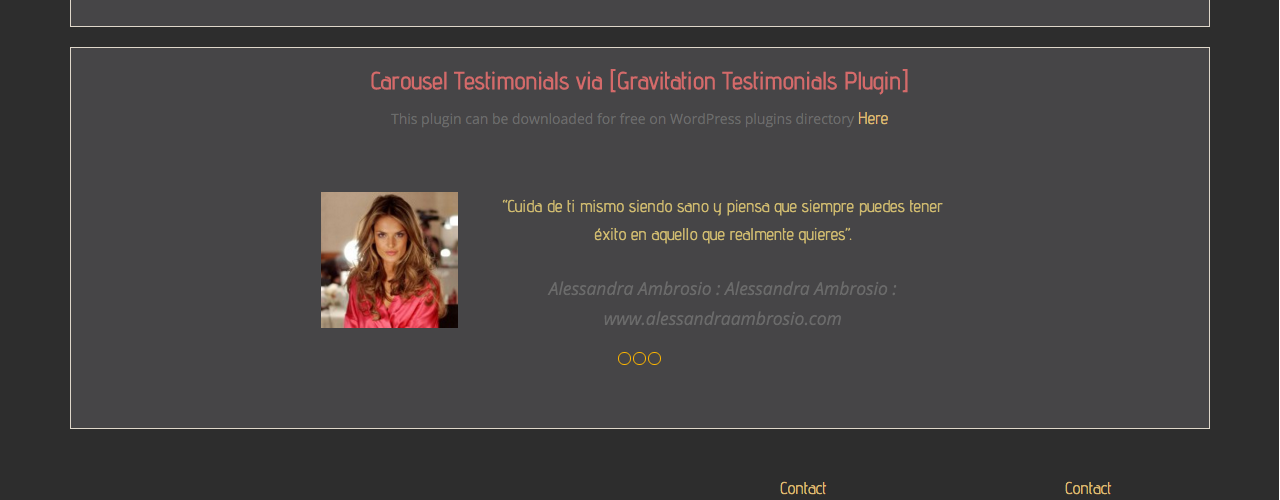 Carousel Testimonials via [Gravitation Testimonials Plugin]
This plugin can be downloaded for free on WordPress plugins directory Here
“Cuida de ti mismo siendo sano y piensa que siempre puedes tener
éxito en aquello que realmente quieres”.
Alessandra Ambrosio : Alessandra Ambrosio :
www.alessandraambrosio.com
Contact Contact